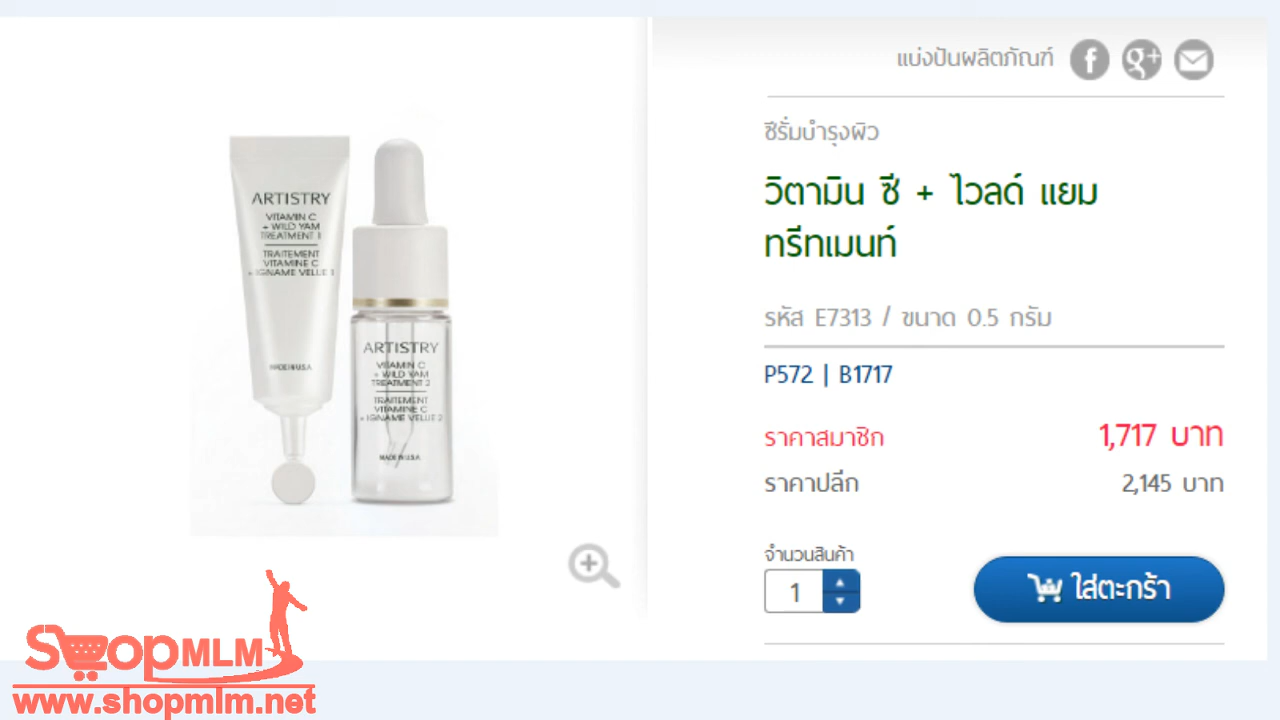 แบ่งปันผลิตภัณฑ์
f
g+
ซีรั่มบำรุงผิว
วิตามิน ซี + ไวลด์ แยม
ทรีทเมนท์
รหัส E7313 / ขนาด 0.5 กรัม
P572 | B1717
ราคาสมาชิก 1,717 บาท
ราคาปลีก 2,145 บาท
จำนวนสินค้า
1
ใส่ตะกร้า
ARTISTRY
VITAMIN C
+ WILD YAM
TREATMENT 1
TRAITEMENT
VITAMINE C
+ IGNAME VELUE 1
MADE IN U.S.A.
ARTISTRY
VITAMIN C
+ WILD YAM
TREATMENT 2
TRAITEMENT
VITAMINE C
+ IGNAME VELUE 2
MADE IN U.S.A.
ShopMLM
www.shopmlm.net